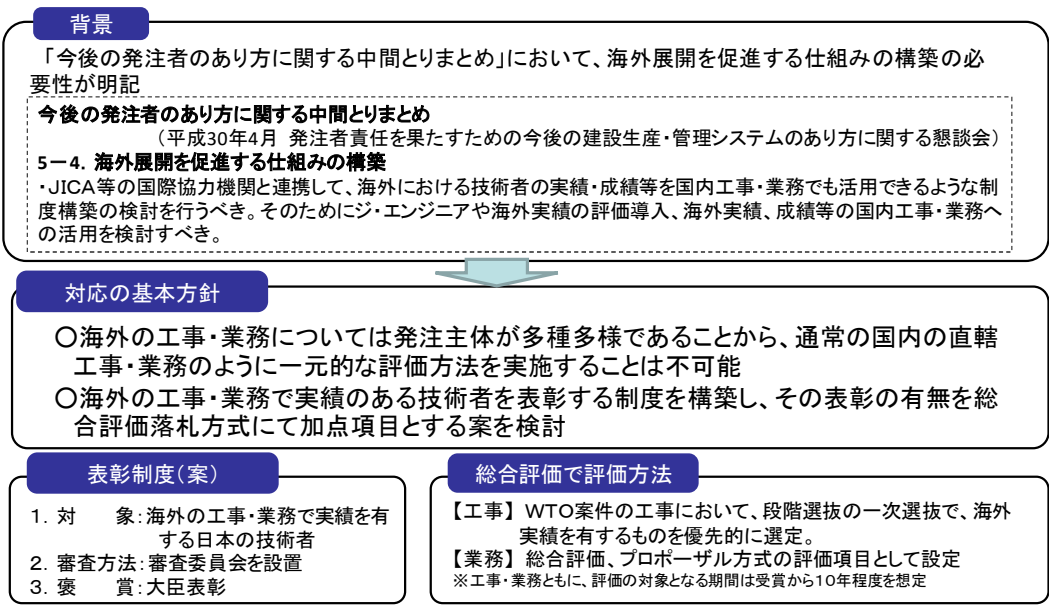 背景
「今後の発注者のあり方に関する中間とりまとめ」において、海外展開を促進する仕組みの構築の必
要性が明記
今後の発注者のあり方に関する中間とりまとめ
（平成30年4月 発注者責任を果たすための今後の建設生産・管理システムのあり方に関する懇談会）
5－4．海外展開を促進する仕組みの構築
・JICA等の国際協力機関と連携して、海外における技術者の実績・成績等を国内工事・業務でも活用できるような制
度構築の検討を行うべき。そのためにジ・エンジニアや海外実績の評価導入、海外実績、成績等の国内工事・業務へ
の活用を検討すべき。
対応の基本方針
〇海外の工事・業務については発注主体が多種多様であることから、通常の国内の直轄
工事・業務のように一元的な評価方法を実施することは不可能
〇海外の工事・業務で実績のある技術者を表彰する制度を構築し、その表彰の有無を総
合評価落札方式にて加点項目とする案を検討
表彰制度（案）
1．対　　象：海外の工事・業務で実績を有
する日本の技術者
2．審査方法：審査委員会を設置
3．褒　　賞：大臣表彰
総合評価で評価方法
【工事】 WTO案件の工事において、段階選抜の一次選抜で、海外
実績を有するものを優先的に選定。
【業務】 総合評価、プロポーザル方式の評価項目として設定
※工事・業務ともに、評価の対象となる期間は受賞から10年程度を想定